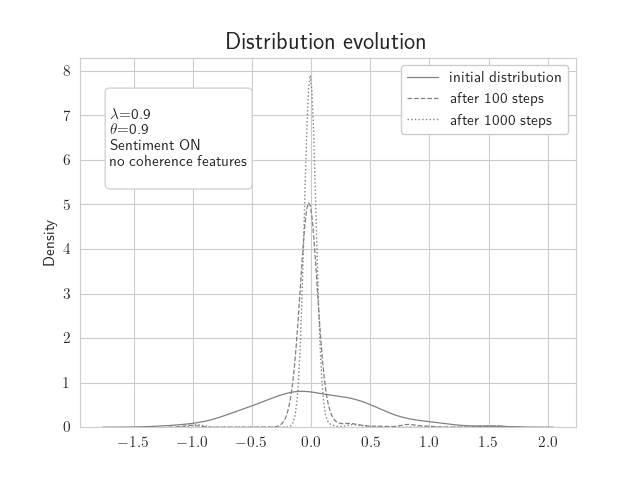 Distribution evolution
8
7
6
5
4
3
2
1
0
Density
λ=0.9
θ=0.9
Sentiment ON
no coherence features
initial distribution
after 100 steps
after 1000 steps
−1.5 −1.0 −0.5 0.0 0.5 1.0 1.5 2.0